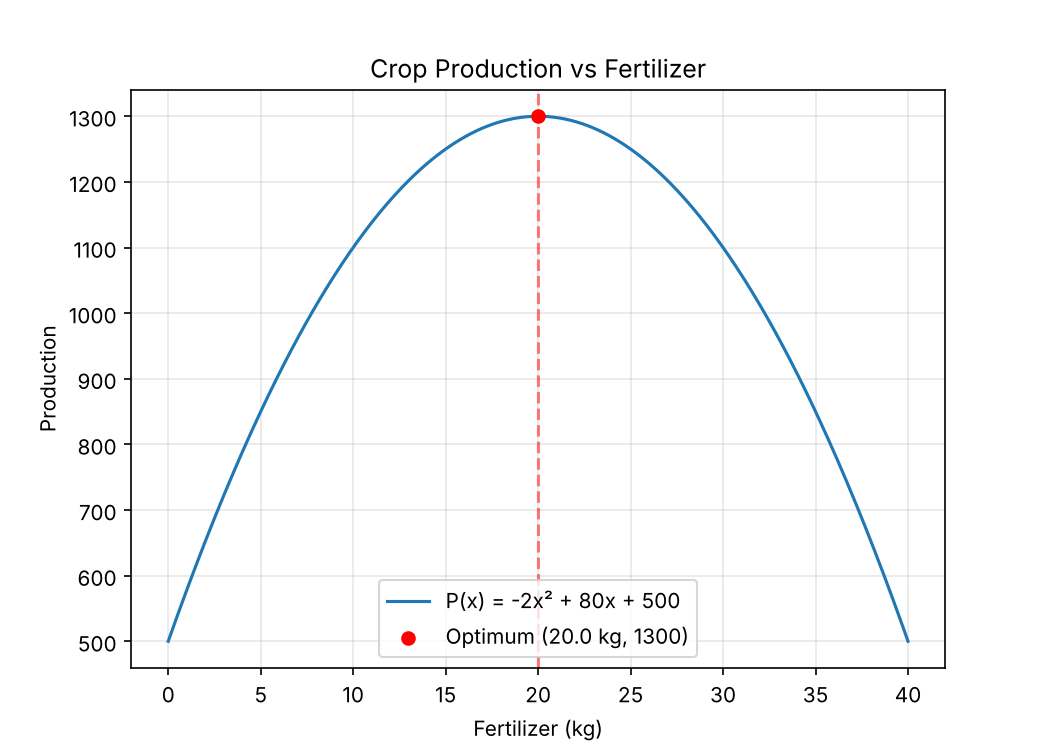 Crop Production vs Fertilizer
1300
1200
1100
1000
900
800
700
600
500
Production
P(x) = -2x² + 80x + 500
Optimum (20.0 kg, 1300)
0 5 10 15 20 25 30 35 40
Fertilizer (kg)